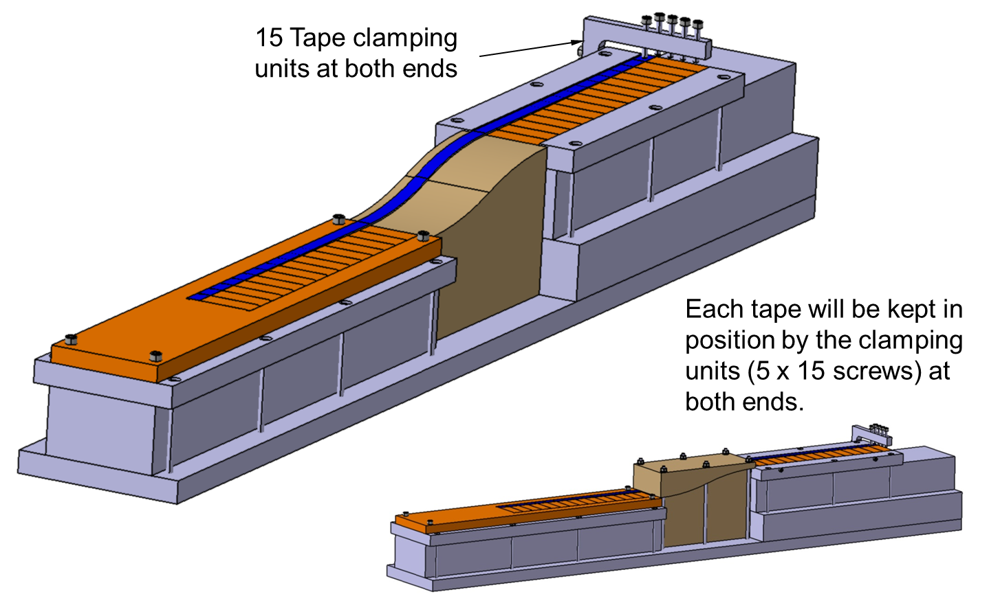 15 Tape clamping
units at both ends
Each tape will be kept in
position by the clamping
units (5 x 15 screws) at
both ends.